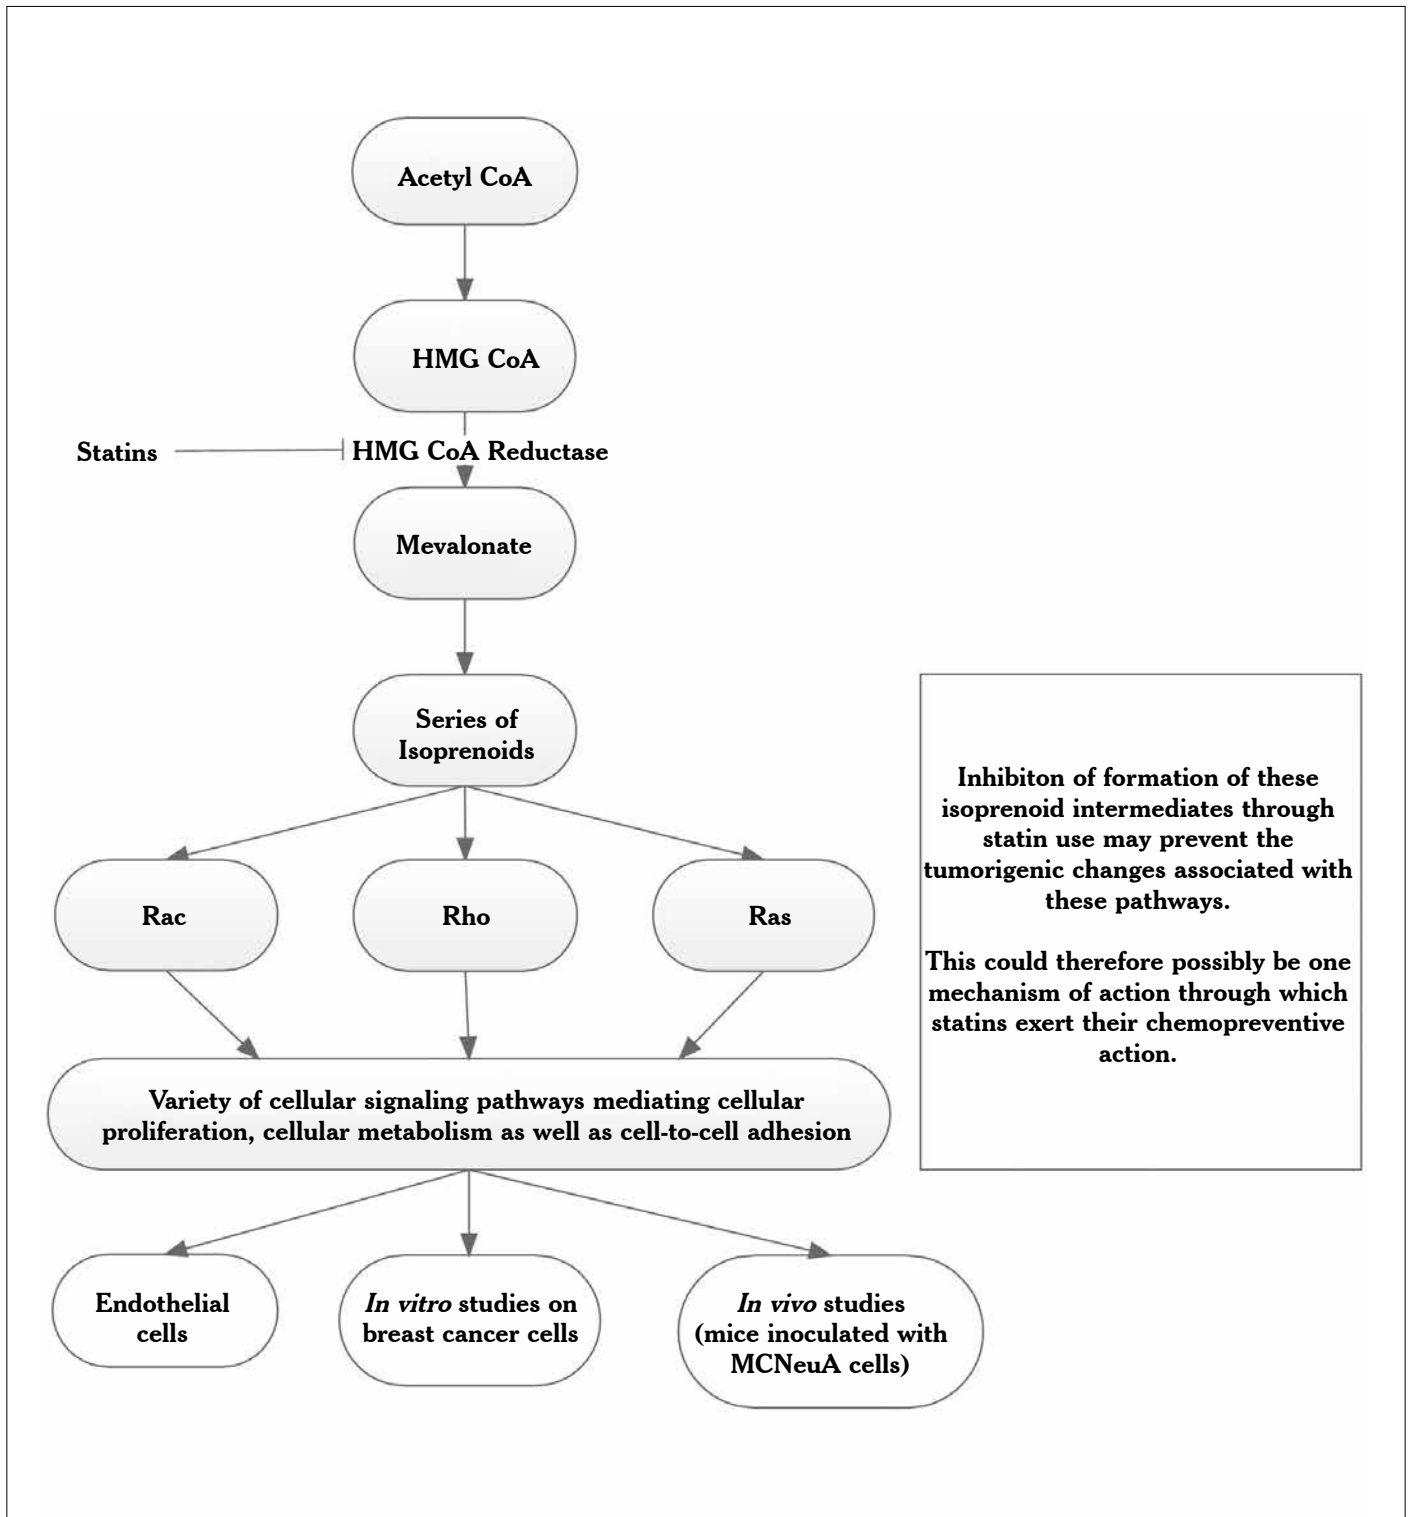 Acetyl CoA
HMG CoA
Statins
HMG CoA Reductase
Mevalonate
Series of
Isoprenoids
Rac
Rho
Ras
Inhibiton of formation of these
isoprenoid intermediates through
statin use may prevent the
tumorigenic changes associated with
these pathways.
This could therefore possibly be one
mechanism of action through which
statins exert their chemopreventive
action.
Variety of cellular signaling pathways mediating cellular
proliferation, cellular metabolism as well as cell-to-cell adhesion
Endothelial
cells
In vitro studies on
breast cancer cells
In vivo studies
(mice inoculated with
MCNeuA cells)